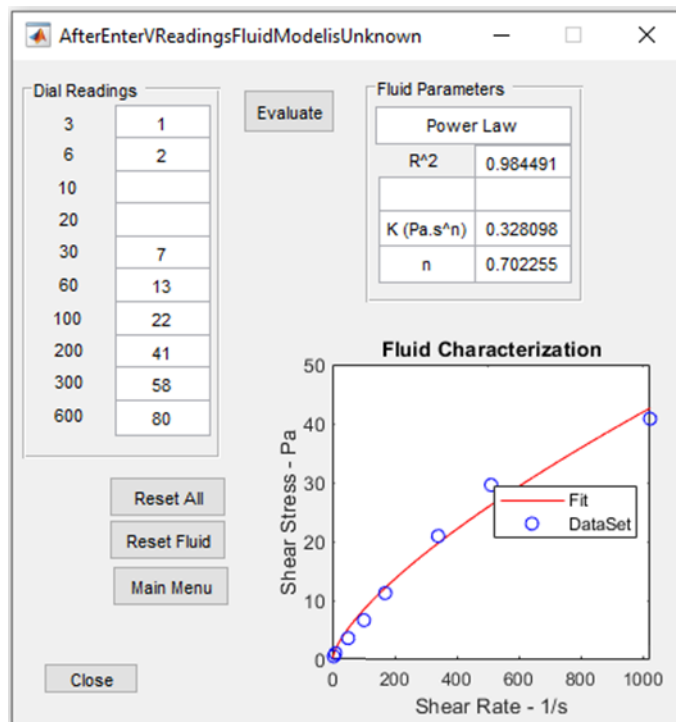 AfterEnterVReadingsFluidModelisUnknown
Dial Readings
3 1
6 2
10
20
30 7
60 13
100 22
200 41
300 58
600 80
Evaluate
Fluid Parameters
Power Law
R^2 0.984491
K (Pa.s^n) 0.328098
n 0.702255
Reset All
Reset Fluid
Main Menu
Close
Fluid Characterization
50
40
30
20
10
0
Shear Stress - Pa
Fit
DataSet
0 200 400 600 800 1000
Shear Rate - 1/s